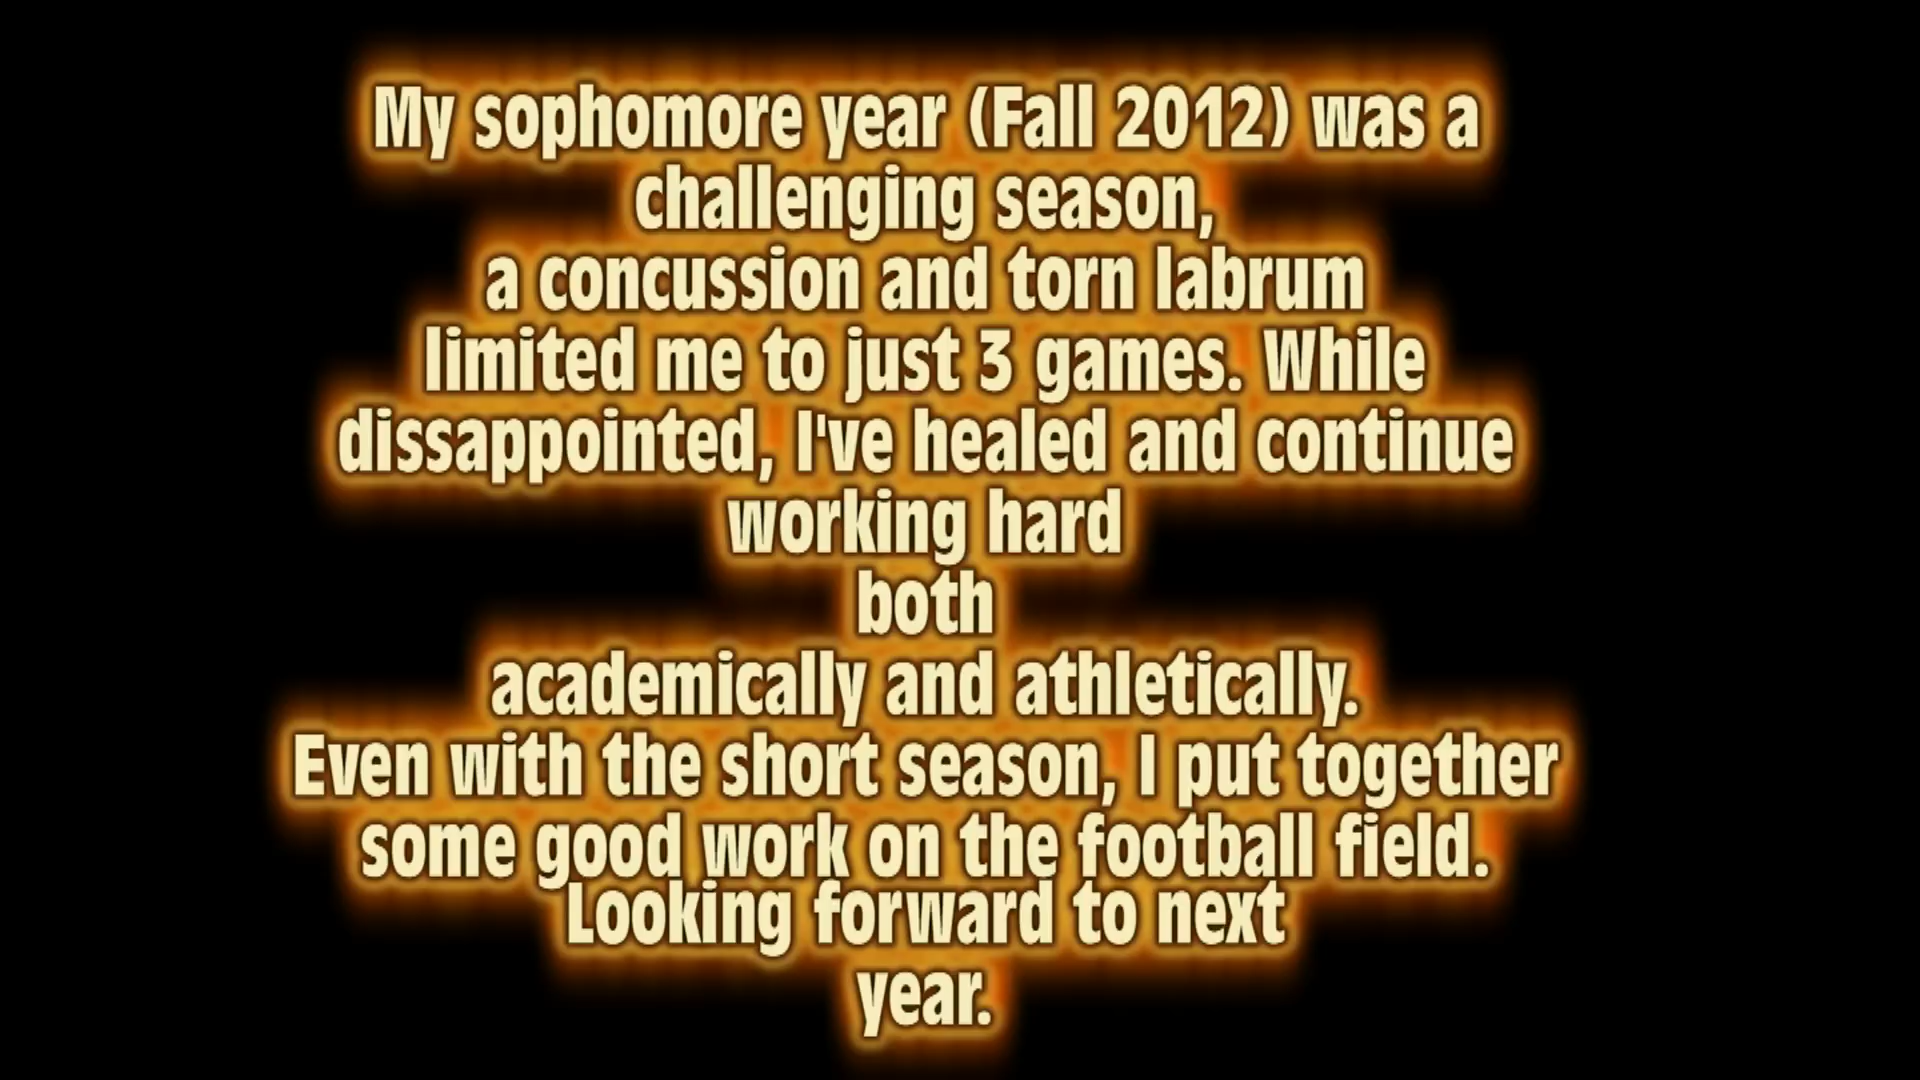 My sophomore year (Fall 2012) was a
challenging season,
a concussion and torn labrum
limited me to just 3 games. While
dissappointed, I've healed and continue
working hard
both
academically and athletically.
Even with the short season, I put together
some good work on the football field.
Looking forward to next
year.